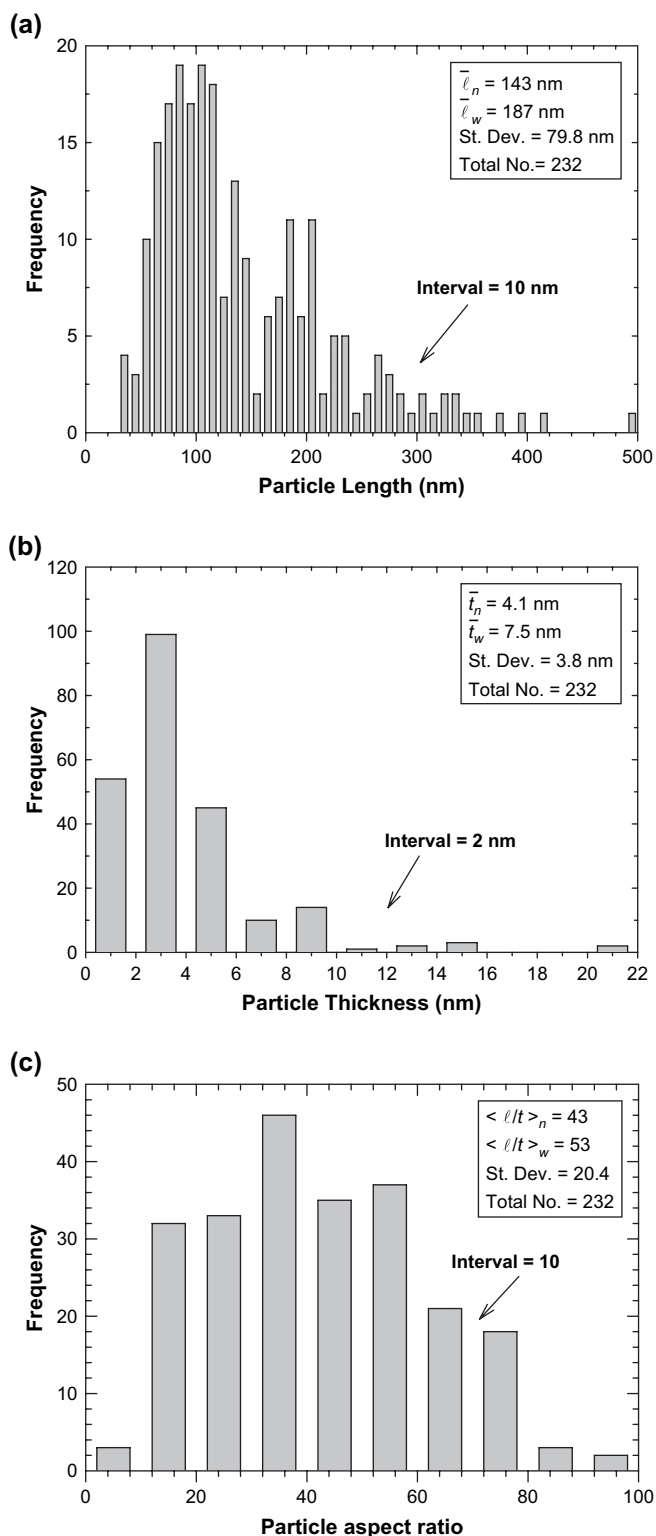 (a)
20
15
10
5
0
Frequency
ℓ̅n = 143 nm
ℓ̅w = 187 nm
St. Dev. = 79.8 nm
Total No.= 232
Interval = 10 nm
0 100 200 300 400 500
Particle Length (nm)
(b)
120
100
80
60
40
20
0
Frequency
t̅n = 4.1 nm
t̅w = 7.5 nm
St. Dev. = 3.8 nm
Total No. = 232
Interval = 2 nm
0 2 4 6 8 10 12 14 16 18 20 22
Particle Thickness (nm)
(c)
50
40
30
20
10
0
Frequency
< ℓ/t >n = 43
< ℓ/t >w = 53
St. Dev. = 20.4
Total No. = 232
Interval = 10
0 20 40 60 80 100
Particle aspect ratio